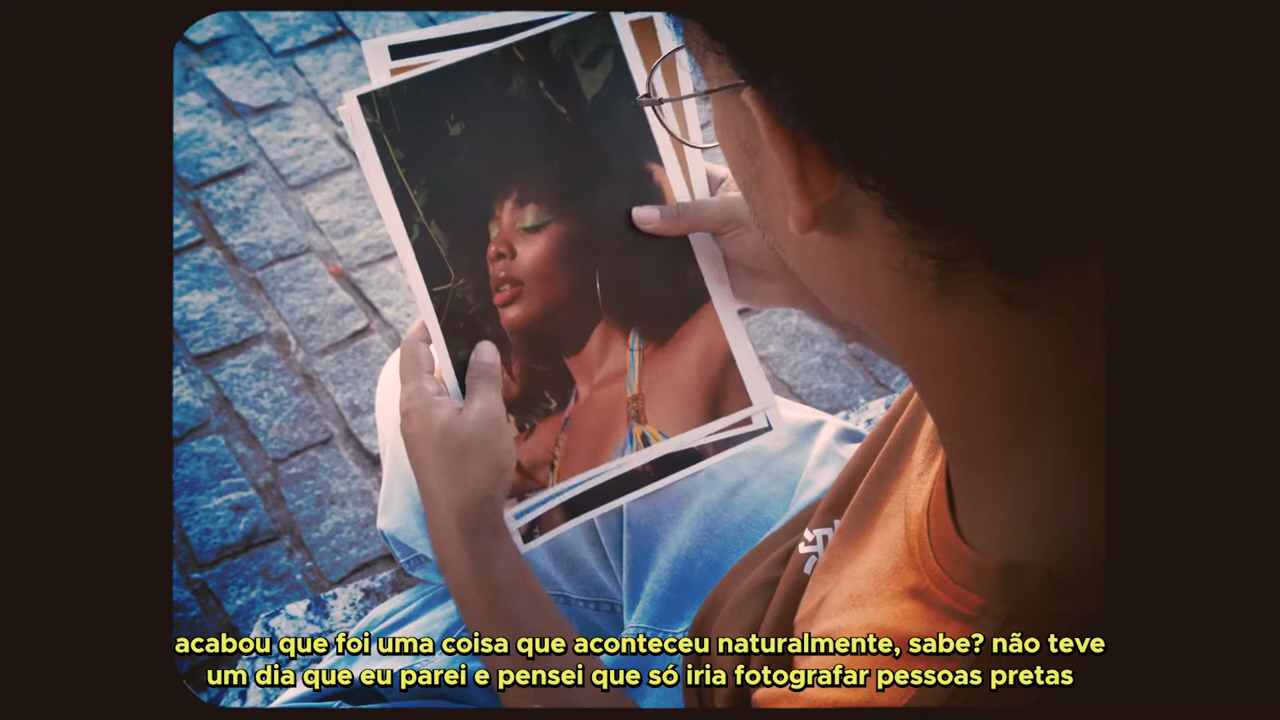 acabou que foi uma coisa que aconteceu naturalmente, sabe? não teve
um dia que eu parei e pensei que só iria fotografar pessoas pretas